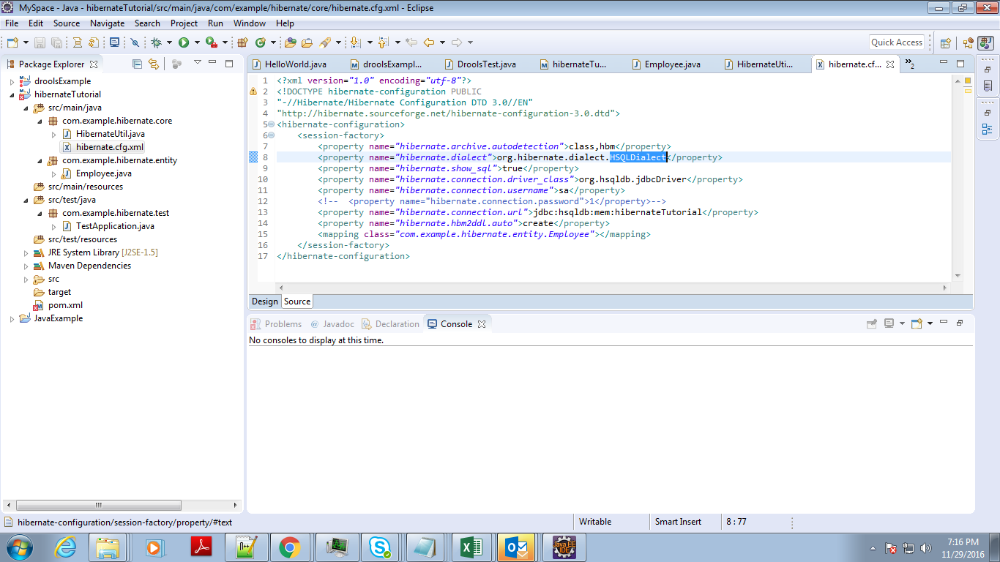 MySpace - Java - hibernateTutorial/src/main/java/com/example/hibernate/core/hibernate.cfg.xml - Eclipse
File Edit Source Navigate Search Project Run Window Help
Quick Access
Package Explorer
droolsExample
hibernateTutorial
src/main/java
com.example.hibernate.core
HibernateUtil.java
hibernate.cfg.xml
com.example.hibernate.entity
Employee.java
src/main/resources
src/test/java
com.example.hibernate.test
TestApplication.java
src/test/resources
JRE System Library [J2SE-1.5]
Maven Dependencies
src
target
pom.xml
JavaExample
HelloWorld.java droolsExampl... DroolsTest.java hibernateTu... Employee.java HibernateUti... hibernate.cf... »2
1 <?xml version="1.0" encoding="utf-8"?>
2 <!DOCTYPE hibernate-configuration PUBLIC
3 "-//Hibernate/Hibernate Configuration DTD 3.0//EN"
4 "http://hibernate.sourceforge.net/hibernate-configuration-3.0.dtd">
5 <hibernate-configuration>
6 <session-factory>
7 <property name="hibernate.archive.autodetection">class,hbm</property>
8 <property name="hibernate.dialect">org.hibernate.dialect.HSQLDialect</property>
9 <property name="hibernate.show_sql">true</property>
10 <property name="hibernate.connection.driver_class">org.hsqldb.jdbcDriver</property>
11 <property name="hibernate.connection.username">sa</property>
12 <!--  <property name="hibernate.connection.password">1</property>-->
13 <property name="hibernate.connection.url">jdbc:hsqldb:mem:hibernateTutorial</property>
14 <property name="hibernate.hbm2ddl.auto">create</property>
15 <mapping class="com.example.hibernate.entity.Employee"></mapping>
16 </session-factory>
17 </hibernate-configuration>
Design Source
Problems @ Javadoc Declaration Console
No consoles to display at this time.
hibernate-configuration/session-factory/property/#text Writable Smart Insert 8 : 77
Java EE
IDE
7:16 PM
11/29/2016